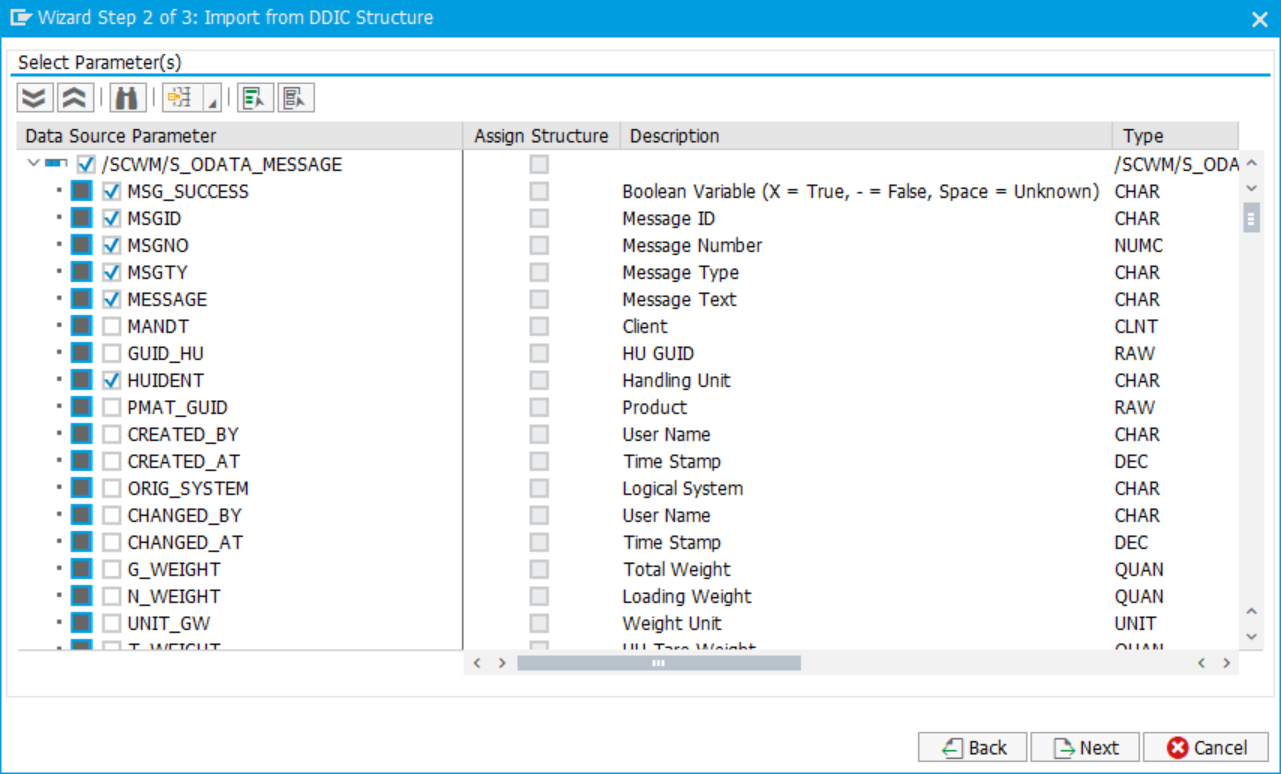 Wizard Step 2 of 3: Import from DDIC Structure
Select Parameter(s)
Data Source Parameter Assign Structure Description Type
/SCWM/S_ODATA_MESSAGE /SCWM/S_ODA
MSG_SUCCESS Boolean Variable (X = True, - = False, Space = Unknown) CHAR
MSGID Message ID CHAR
MSGNO Message Number NUMC
MSGTY Message Type CHAR
MESSAGE Message Text CHAR
MANDT Client CLNT
GUID_HU HU GUID RAW
HUIDENT Handling Unit CHAR
PMAT_GUID Product RAW
CREATED_BY User Name CHAR
CREATED_AT Time Stamp DEC
ORIG_SYSTEM Logical System CHAR
CHANGED_BY User Name CHAR
CHANGED_AT Time Stamp DEC
G_WEIGHT Total Weight QUAN
N_WEIGHT Loading Weight QUAN
UNIT_GW Weight Unit UNIT
T_WEIGHT HU Tare Weight QUAN
Back Next Cancel